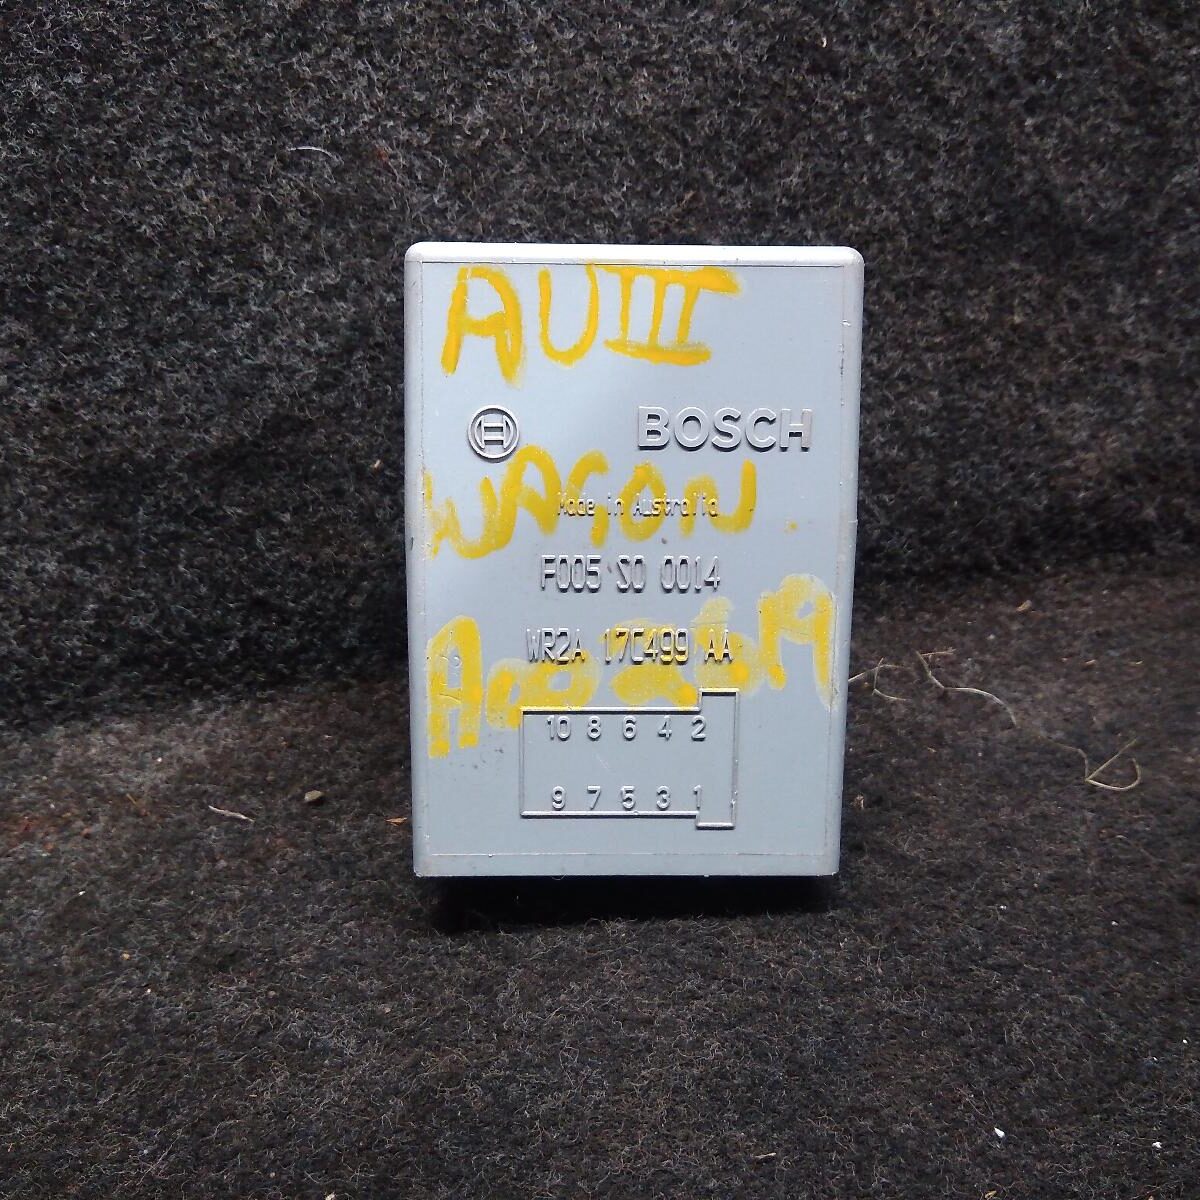 AUIII
BOSCH
WAGON
Made in Australia
F005 S0 0014
WR2A 17C499 AA
10 8 6 4 2
9 7 5 3 1